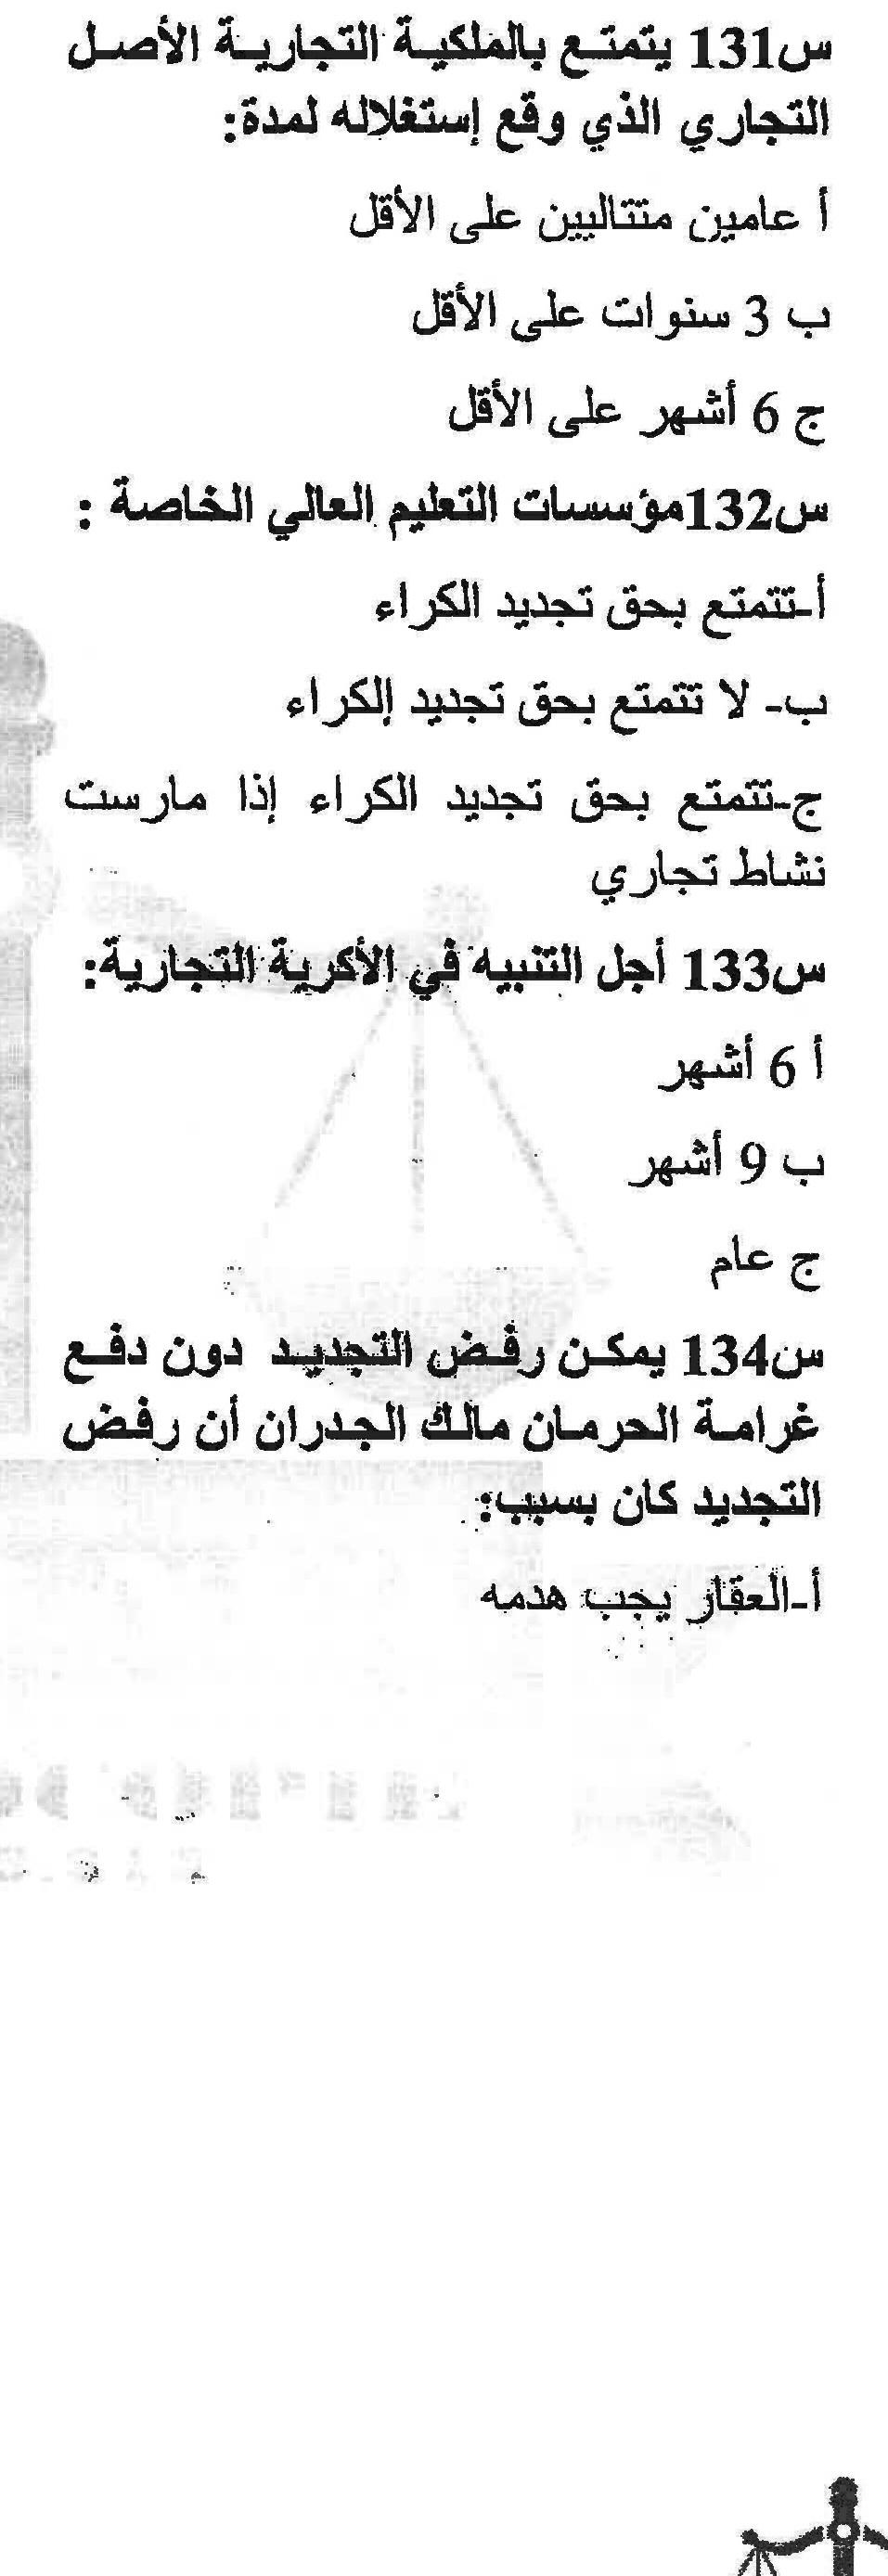 س131 يتمتع بالملكية التجارية الأصل
التجاري الذي وقع إستغلاله لمدة:
أ عامين متتاليين على الأقل
ب 3 سنوات على الأقل
ج 6 أشهر على الأقل
س132مؤسسات التعليم العالي الخاصة :
أ-تتمتع بحق تجديد الكراء
ب- لا تتمتع بحق تجديد الكراء
ج-تتمتع بحق تجديد الكراء إذا مارست
نشاط تجاري
س133 أجل التنبيه في الأكرية التجارية:
أ 6 أشهر
ب 9 أشهر
ج عام
س134 يمكن رفض التجديد دون دفع
غرامة الحرمان مالك الجدران أن رفض
التجديد كان بسبب:
أ-العقار يجب هدمه